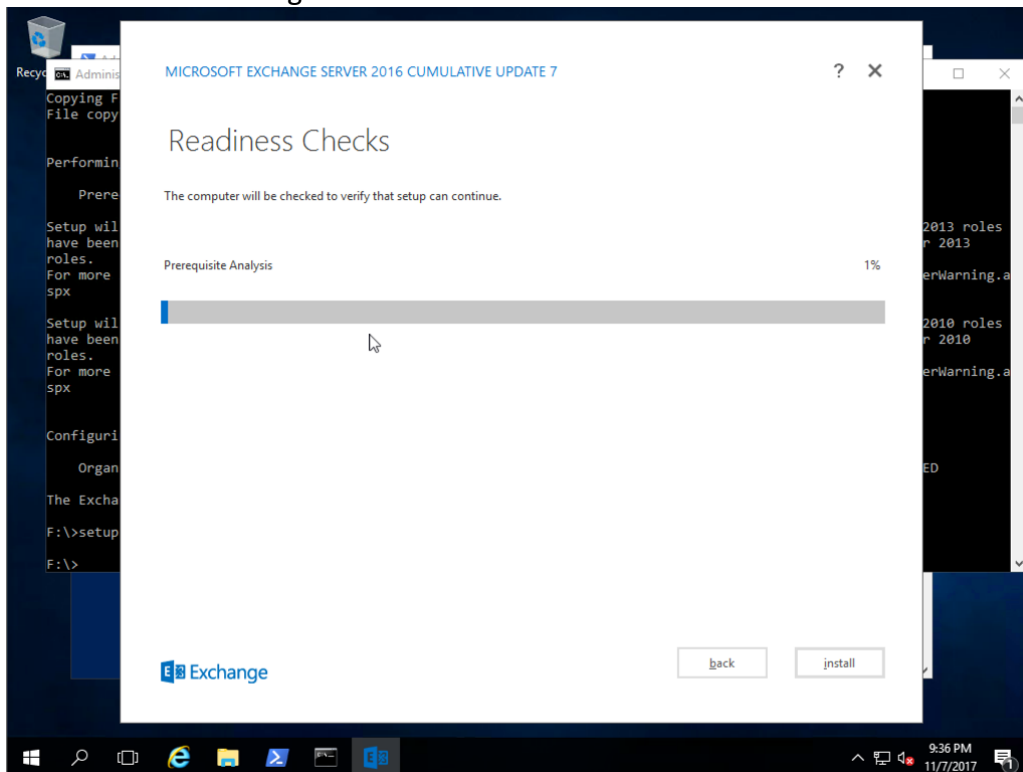 Recyc
Adminis
MICROSOFT EXCHANGE SERVER 2016 CUMULATIVE UPDATE 7
?
Readiness Checks
The computer will be checked to verify that setup can continue.
Prerequisite Analysis
1%
Copying F
File copy
Performin
Prere
Setup wil
2013 roles
have been
r 2013
roles.
For more
erWarning.a
spx
Setup wil
2010 roles
have been
r 2010
roles.
For more
erWarning.a
spx
Configuri
Organ
ED
The Excha
F:\>setup
F:\>
E Exchange
back
install
9:36 PM
11/7/2017
1